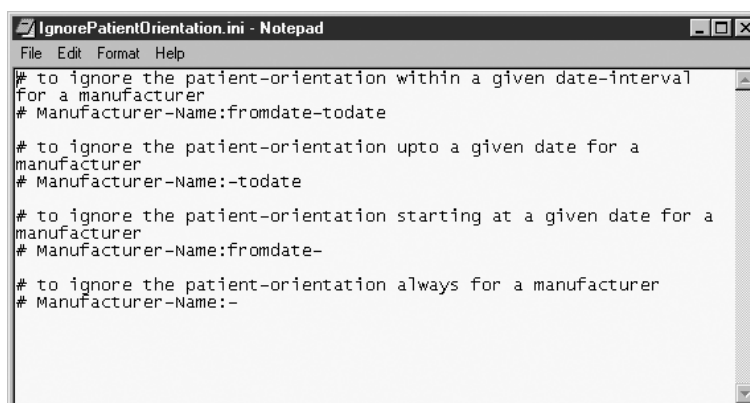 IgnorePatientOrientation.ini - Notepad
File Edit Format Help
# to ignore the patient-orientation within a given date-interval
for a manufacturer
# Manufacturer-Name:fromdate-todate
# to ignore the patient-orientation upto a given date for a
manufacturer
# Manufacturer-Name:-todate
# to ignore the patient-orientation starting at a given date for a
manufacturer
# Manufacturer-Name:fromdate-
# to ignore the patient-orientation always for a manufacturer
# Manufacturer-Name:-